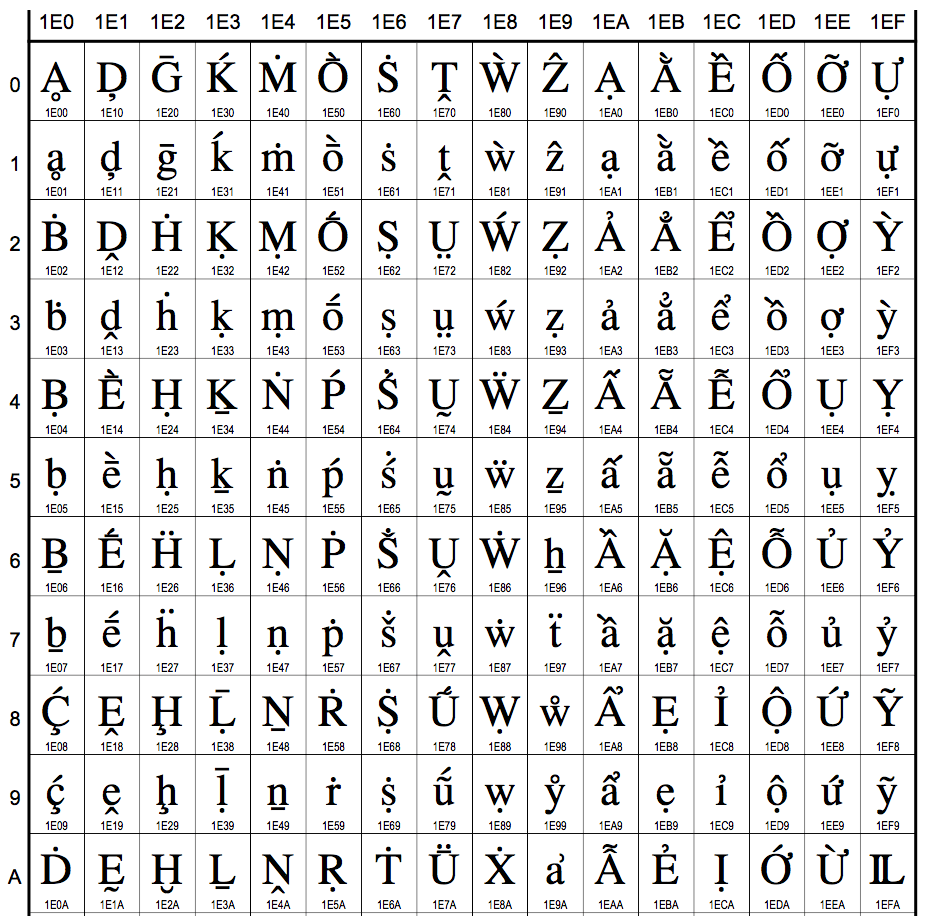 1E0 1E1 1E2 1E3 1E4 1E5 1E6 1E7 1E8 1E9 1EA 1EB 1EC 1ED 1EE 1EF
0 Ḁ Ḑ Ḡ Ḱ Ṁ Ṑ Ṡ Ṱ Ẁ Ẑ Ạ Ằ Ề Ố Ỡ Ự
1E00 1E10 1E20 1E30 1E40 1E50 1E60 1E70 1E80 1E90 1EA0 1EB0 1EC0 1ED0 1EE0 1EF0
1 ḁ ḑ ḡ ḱ ṁ ṑ ṡ ṱ ẁ ẑ ạ ằ ề ố ỡ ự
1E01 1E11 1E21 1E31 1E41 1E51 1E61 1E71 1E81 1E91 1EA1 1EB1 1EC1 1ED1 1EE1 1EF1
2 Ḃ Ḓ Ḣ Ḳ Ṃ Ṓ Ṣ Ṳ Ẃ Ẓ Ả Ẳ Ể Ồ Ợ Ỳ
1E02 1E12 1E22 1E32 1E42 1E52 1E62 1E72 1E82 1E92 1EA2 1EB2 1EC2 1ED2 1EE2 1EF2
3 ḃ ḓ ḣ ḳ ṃ ṓ ṣ ṳ ẃ ẓ ả ẳ ể ồ ợ ỳ
1E03 1E13 1E23 1E33 1E43 1E53 1E63 1E73 1E83 1E93 1EA3 1EB3 1EC3 1ED3 1EE3 1EF3
4 Ḅ Ḕ Ḥ Ḵ Ṅ Ṕ Ṥ Ṵ Ẅ Ẕ Ấ Ẵ Ễ Ổ Ụ Ỵ
1E04 1E14 1E24 1E34 1E44 1E54 1E64 1E74 1E84 1E94 1EA4 1EB4 1EC4 1ED4 1EE4 1EF4
5 ḅ ḕ ḥ ḵ ṅ ṕ ṥ ṵ ẅ ẕ ấ ẵ ễ ổ ụ ỵ
1E05 1E15 1E25 1E35 1E45 1E55 1E65 1E75 1E85 1E95 1EA5 1EB5 1EC5 1ED5 1EE5 1EF5
6 Ḇ Ḗ Ḧ Ḷ Ṇ Ṗ Ṧ Ṷ Ẇ ẖ Ầ Ặ Ệ Ỗ Ủ Ỷ
1E06 1E16 1E26 1E36 1E46 1E56 1E66 1E76 1E86 1E96 1EA6 1EB6 1EC6 1ED6 1EE6 1EF6
7 ḇ ḗ ḧ ḷ ṇ ṗ ṧ ṷ ẇ ẗ ầ ặ ệ ỗ ủ ỷ
1E07 1E17 1E27 1E37 1E47 1E57 1E67 1E77 1E87 1E97 1EA7 1EB7 1EC7 1ED7 1EE7 1EF7
8 Ḉ Ḙ Ḩ Ḹ Ṉ Ṙ Ṩ Ṹ Ẉ ẘ Ẩ Ẹ Ỉ Ộ Ứ Ỹ
1E08 1E18 1E28 1E38 1E48 1E58 1E68 1E78 1E88 1E98 1EA8 1EB8 1EC8 1ED8 1EE8 1EF8
9 ḉ ḙ ḩ ḹ ṉ ṙ ṩ ṹ ẉ ẙ ẩ ẹ ỉ ộ ứ ỹ
1E09 1E19 1E29 1E39 1E49 1E59 1E69 1E79 1E89 1E99 1EA9 1EB9 1EC9 1ED9 1EE9 1EF9
A Ḋ Ḛ Ḫ Ḻ Ṋ Ṛ Ṫ Ṻ Ẋ ẚ Ẫ Ẻ Ị Ớ Ừ Ỻ
1E0A 1E1A 1E2A 1E3A 1E4A 1E5A 1E6A 1E7A 1E8A 1E9A 1EAA 1EBA 1ECA 1EDA 1EEA 1EFA